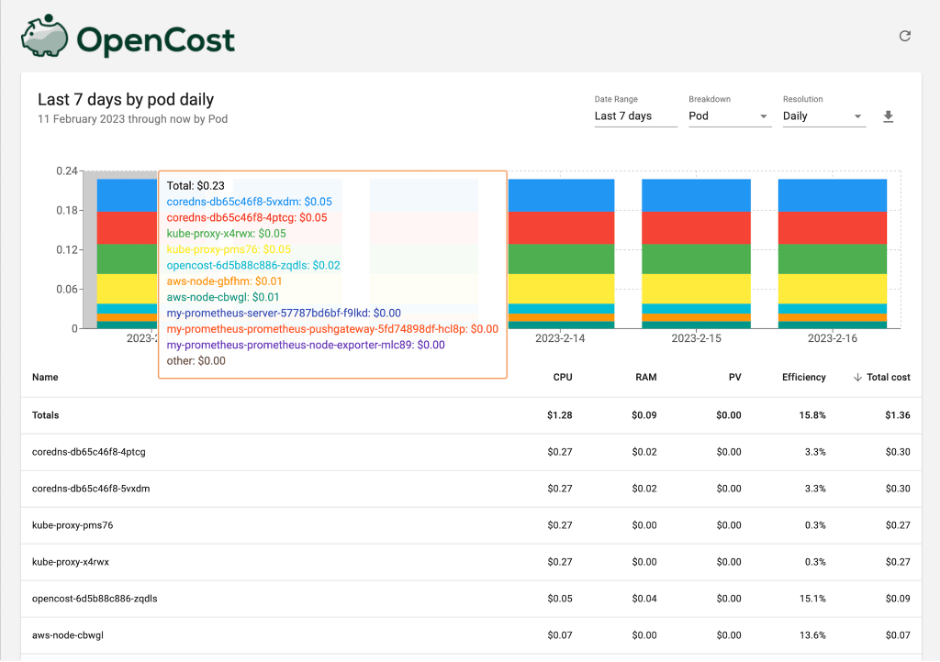 OpenCost
Last 7 days by pod daily
11 February 2023 through now by Pod
Date Range
Last 7 days
Breakdown
Pod
Resolution
Daily
0.24
0.18
0.12
0.06
0
Total: $0.23
coredns-db65c46f8-5vxdm: $0.05
coredns-db65c46f8-4ptcg: $0.05
kube-proxy-x4rwx: $0.05
kube-proxy-pms76: $0.05
opencost-6d5b88c886-zqdls: $0.02
aws-node-gbfhm: $0.01
aws-node-cbwgl: $0.01
my-prometheus-server-57787bd6bf-f9lkd: $0.00
my-prometheus-prometheus-pushgateway-5fd74898df-hcl8p: $0.00
my-prometheus-prometheus-node-exporter-mlc89: $0.00
other: $0.00
2023-2-14 2023-2-15 2023-2-16
Name CPU RAM PV Efficiency Total cost
Totals $1.28 $0.09 $0.00 15.8% $1.36
coredns-db65c46f8-4ptcg $0.27 $0.02 $0.00 3.3% $0.30
coredns-db65c46f8-5vxdm $0.27 $0.02 $0.00 3.3% $0.30
kube-proxy-pms76 $0.27 $0.00 $0.00 0.3% $0.27
kube-proxy-x4rwx $0.27 $0.00 $0.00 0.3% $0.27
opencost-6d5b88c886-zqdls $0.05 $0.04 $0.00 15.1% $0.09
aws-node-cbwgl $0.07 $0.00 $0.00 13.6% $0.07